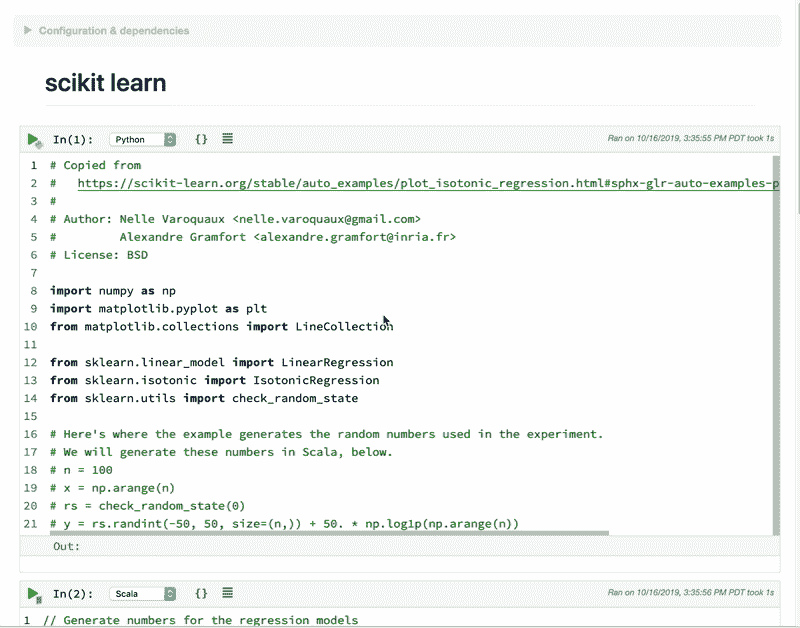 Configuration & dependencies
scikit learn
In(1): Python {} Ran on 10/16/2019, 3:35:55 PM PDT took 1s
1 # Copied from
2 #   https://scikit-learn.org/stable/auto_examples/plot_isotonic_regression.html#sphx-glr-auto-examples-p
3 #
4 # Author: Nelle Varoquaux <nelle.varoquaux@gmail.com>
5 #         Alexandre Gramfort <alexandre.gramfort@inria.fr>
6 # License: BSD
7
8 import numpy as np
9 import matplotlib.pyplot as plt
10 from matplotlib.collections import LineCollection
11
12 from sklearn.linear_model import LinearRegression
13 from sklearn.isotonic import IsotonicRegression
14 from sklearn.utils import check_random_state
15
16 # Here's where the example generates the random numbers used in the experiment.
17 # We will generate these numbers in Scala, below.
18 # n = 100
19 # x = np.arange(n)
20 # rs = check_random_state(0)
21 # y = rs.randint(-50, 50, size=(n,)) + 50. * np.log1p(np.arange(n))
Out:
In(2): Scala {} Ran on 10/16/2019, 3:35:56 PM PDT took 1s
1 // Generate numbers for the regression models